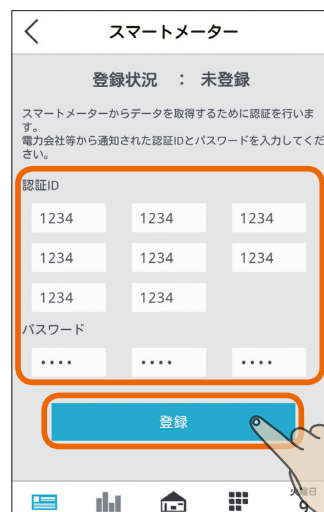 スマートメーター
登録状況 ： 未登録
スマートメーターからデータを取得するために認証を行いま
す。
電力会社等から通知された認証IDとパスワードを入力してくだ
さい。
認証ID
1234 1234 1234
1234 1234 1234
1234 1234
パスワード
.... .... ....
登録
火曜日
9